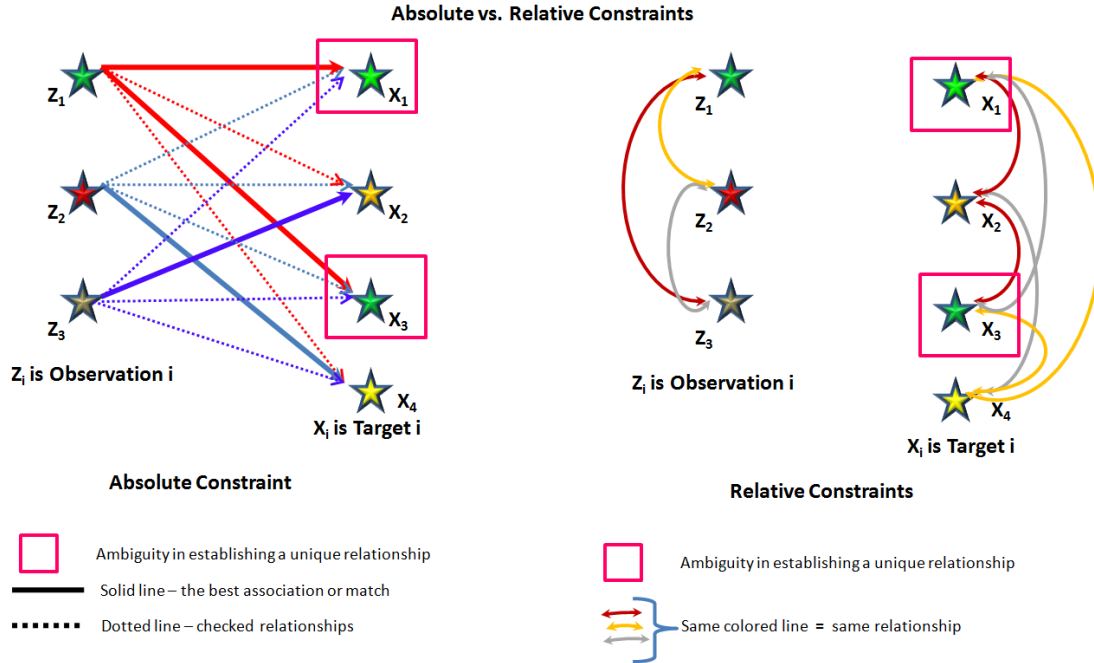 Absolute vs. Relative Constraints
Z1
Z2
Z3
Zi is Observation i
X1
X2
X3
X4
Xi is Target i
Absolute Constraint
Ambiguity in establishing a unique relationship
Solid line – the best association or match
Dotted line – checked relationships
Z1
Z2
Z3
Zi is Observation i
X1
X2
X3
X4
Xi is Target i
Relative Constraints
Ambiguity in establishing a unique relationship
Same colored line = same relationship